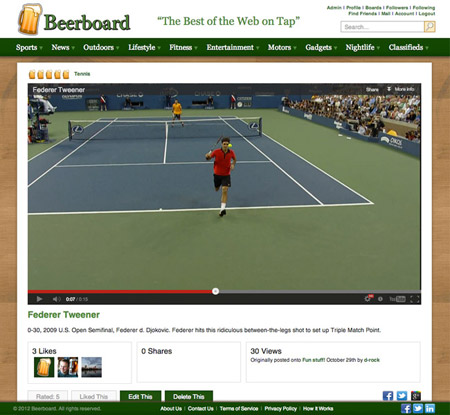 Beerboard
"The Best of the Web on Tap"
Admin | Profile | Boards | Followers | Following
Find Friends | Mail | Account | Logout
Search...
Sports News Outdoors Lifestyle Fitness Entertainment Motors Gadgets Nightlife Classifieds
Tennis
Federer Tweener
Share More info
0:07 / 0:15
Federer Tweener
0-30, 2009 U.S. Open Semifinal, Federer d. Djokovic. Federer hits this ridiculous between-the-legs shot to set up Triple Match Point.
3 Likes
0 Shares
30 Views
Originally posted onto Fun stuff! October 29th by d-rock
Rated: 5 Liked This Edit This Delete This
© 2012 Beerboard. All rights reserved.
About Us | Contact Us | Terms of Service | Privacy Policy | How it Works